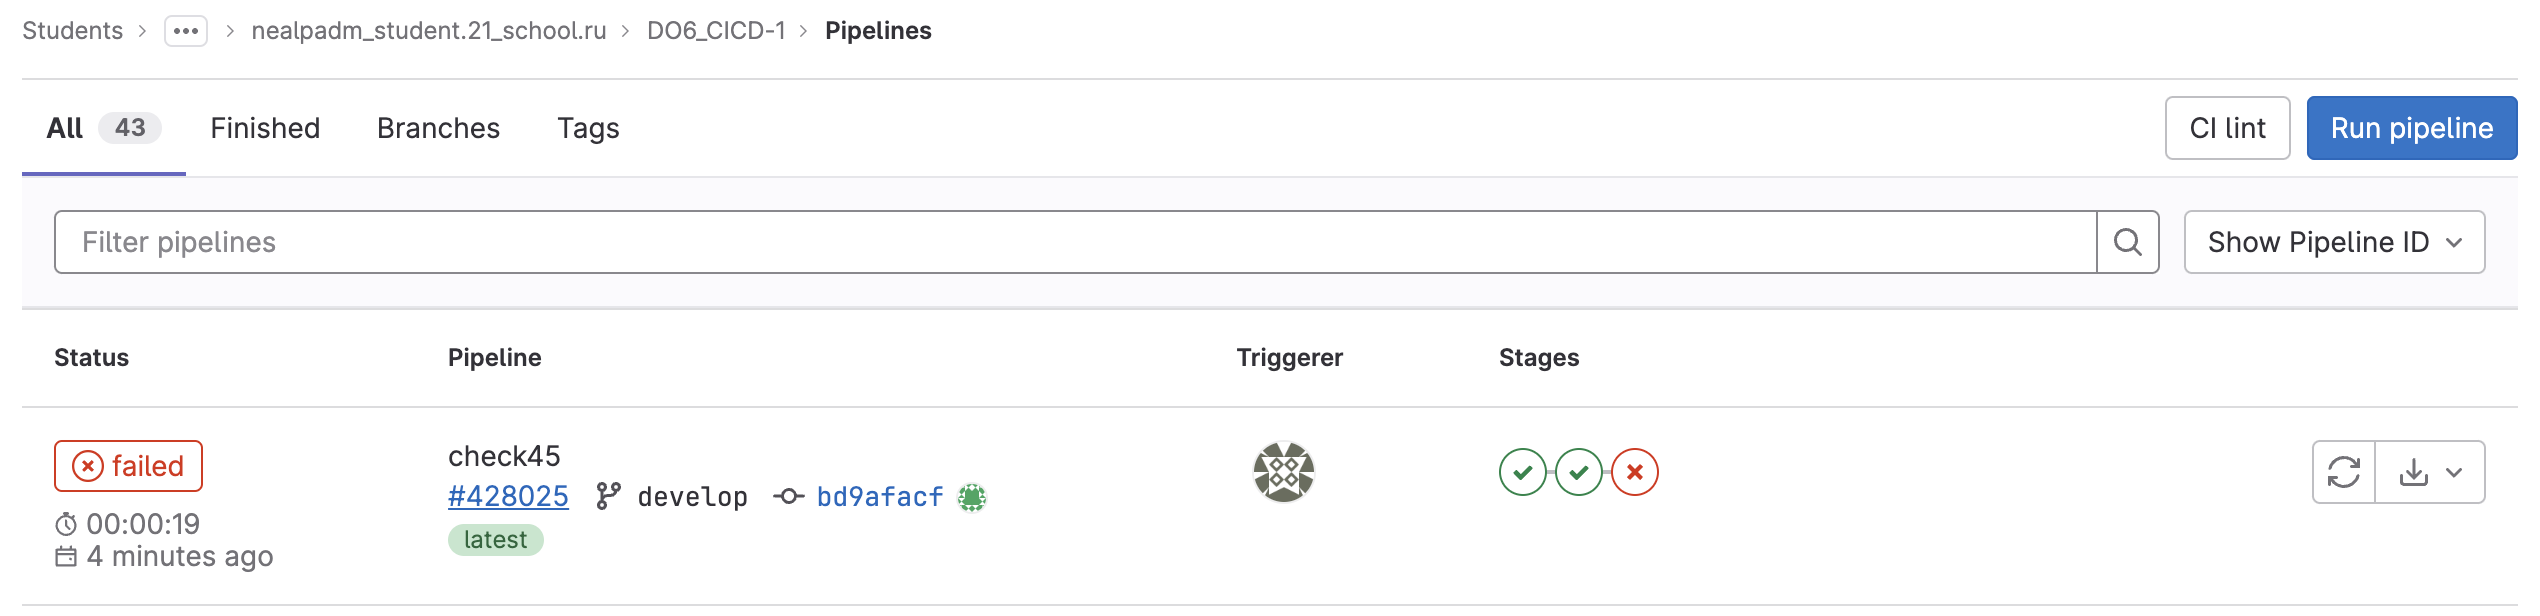 Students > ... > nealpadm_student.21_school.ru > DO6_CICD-1 > Pipelines
All 43 Finished Branches Tags CI lint Run pipeline
Filter pipelines Show Pipeline ID
Status Pipeline Triggerer Stages
failed check45
#428025 develop bd9afacf
00:00:19 latest
4 minutes ago